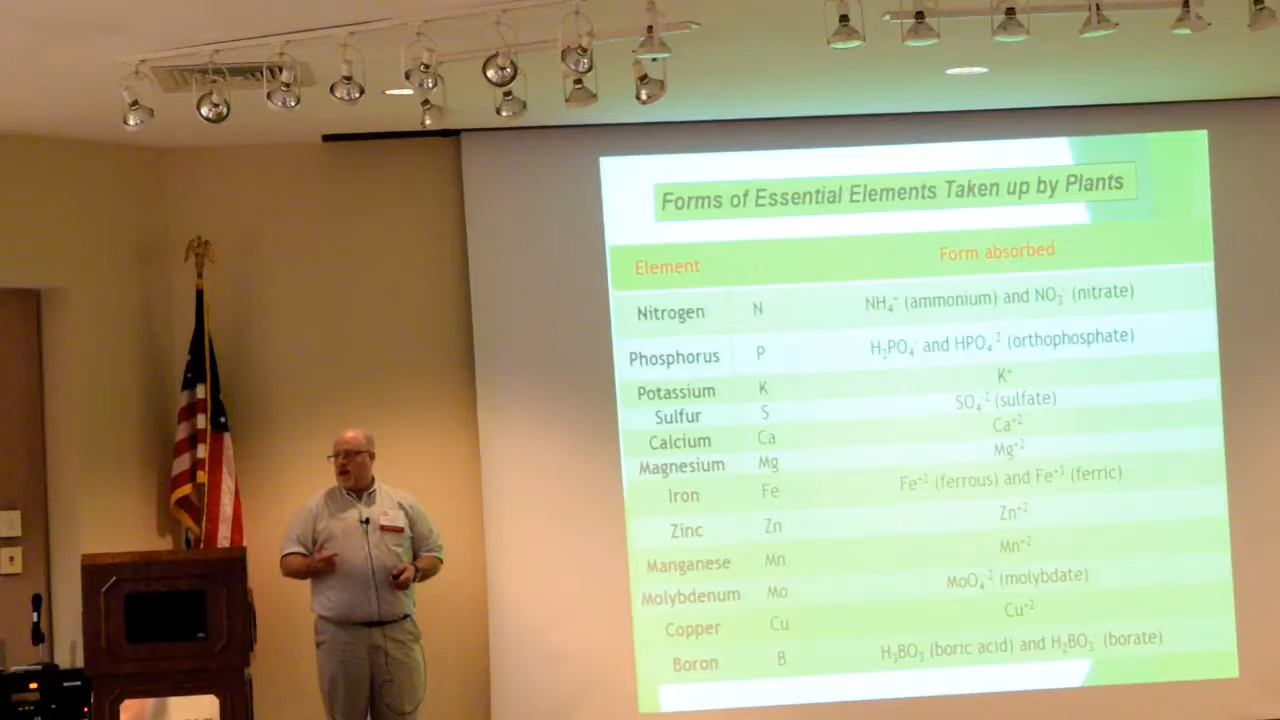 Forms of Essential Elements Taken up by Plants
Element Form absorbed
Nitrogen N NH₄⁺ (ammonium) and NO₃⁻ (nitrate)
Phosphorus P H₂PO₄⁻ and HPO₄⁻² (orthophosphate)
Potassium K K⁺
Sulfur S SO₄⁻² (sulfate)
Calcium Ca Ca⁺²
Magnesium Mg Mg⁺²
Iron Fe Fe⁺² (ferrous) and Fe⁺³ (ferric)
Zinc Zn Zn⁺²
Manganese Mn Mn⁺²
Molybdenum Mo MoO₄⁻² (molybdate)
Copper Cu Cu⁺²
Boron B H₃BO₃ (boric acid) and H₂BO₃⁻ (borate)